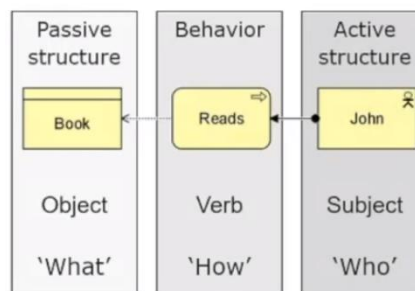 Passive
structure
Book
Object
‘What’
Behavior
Reads
Verb
‘How’
Active
structure
John
Subject
‘Who’